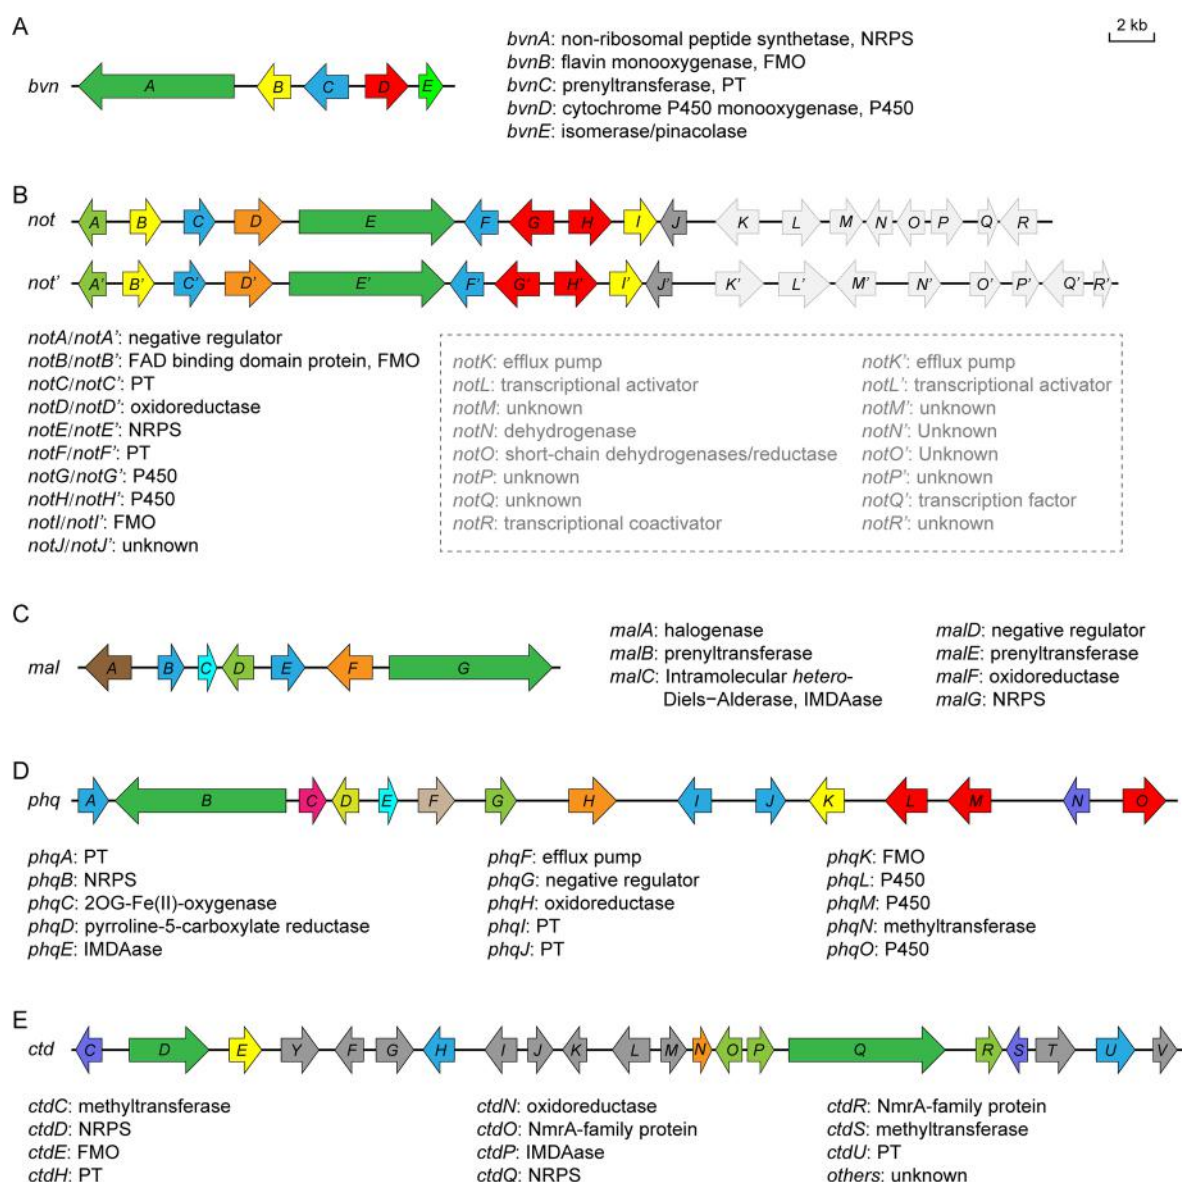 A
2 kb
bvn
A B C D E
bvnA: non-ribosomal peptide synthetase, NRPS
bvnB: flavin monooxygenase, FMO
bvnC: prenyltransferase, PT
bvnD: cytochrome P450 monooxygenase, P450
bvnE: isomerase/pinacolase
B
not
A B C D E F G H I J K L M N O P Q R
not'
A' B' C' D' E' F' G' H' I' J' K' L' M' N' O' P' Q' R'
notA/notA': negative regulator
notB/notB': FAD binding domain protein, FMO
notC/notC': PT
notD/notD': oxidoreductase
notE/notE': NRPS
notF/notF': PT
notG/notG': P450
notH/notH': P450
notI/notI': FMO
notJ/notJ': unknown
notK: efflux pump
notL: transcriptional activator
notM: unknown
notN: dehydrogenase
notO: short-chain dehydrogenases/reductase
notP: unknown
notQ: unknown
notR: transcriptional coactivator
notK': efflux pump
notL': transcriptional activator
notM': unknown
notN': Unknown
notO': Unknown
notP': unknown
notQ': transcription factor
notR': unknown
C
mal
A B C D E F G
malA: halogenase
malB: prenyltransferase
malC: Intramolecular hetero-
Diels−Alderase, IMDAase
malD: negative regulator
malE: prenyltransferase
malF: oxidoreductase
malG: NRPS
D
phq
A B C D E F G H I J K L M N O
phqA: PT
phqB: NRPS
phqC: 2OG-Fe(II)-oxygenase
phqD: pyrroline-5-carboxylate reductase
phqE: IMDAase
phqF: efflux pump
phqG: negative regulator
phqH: oxidoreductase
phqI: PT
phqJ: PT
phqK: FMO
phqL: P450
phqM: P450
phqN: methyltransferase
phqO: P450
E
ctd
C D E Y F G H I J K L M N O P Q R S T U V
ctdC: methyltransferase
ctdD: NRPS
ctdE: FMO
ctdH: PT
ctdN: oxidoreductase
ctdO: NmrA-family protein
ctdP: IMDAase
ctdQ: NRPS
ctdR: NmrA-family protein
ctdS: methyltransferase
ctdU: PT
others: unknown